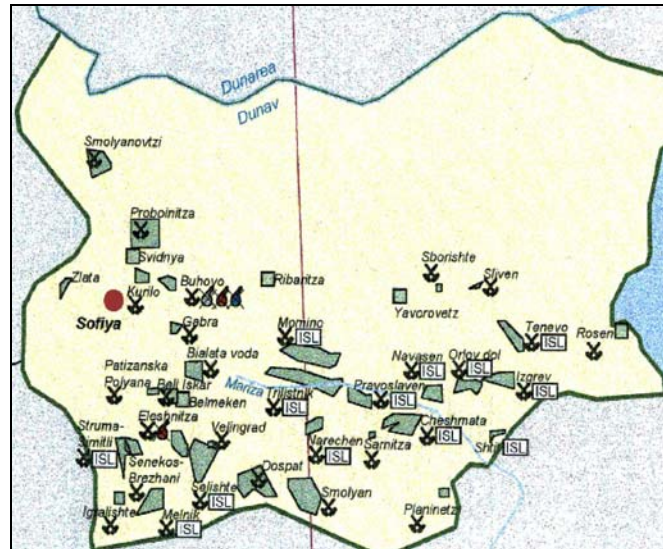 Dunarea
Dunav
Smolyanovtzi
Proboinitza
Svidnya
Zlata
Kurilo
Buhovo
Ribaritza
Sborishte
Sliven
Yavcrovetz
Sofiya
Gabra
Momino
ISL
Tenevo
ISL
Rosen
Patizanska
Polyana
Bialata voda
Navasen
ISL
Orlov dol
ISL
Izgrev
ISL
Beli Iskar
Belmeken
Mariza
Trilistnik
ISL
Pravoslaven
ISL
Eleshnitza
Struma-
Simitli
ISL
Velingrad
Narechen
ISL
Sarnitza
Cheshmata
ISL
ISL
Senekos-
Brezhani
Selishte
ISL
Dospat
Smolyan
Igralishte
Melnik
ISL
Planinetz